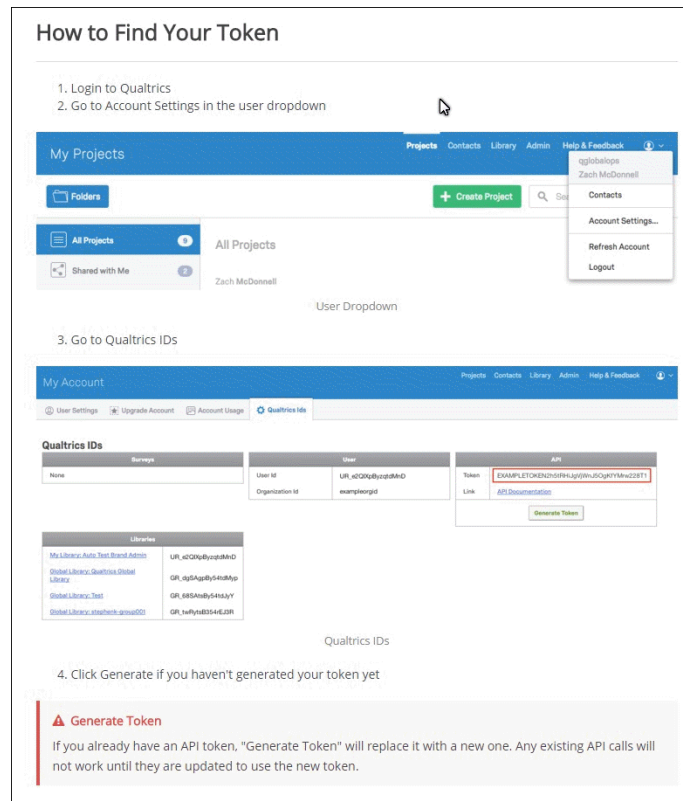 How to Find Your Token
1. Login to Qualtrics
2. Go to Account Settings in the user dropdown
My Projects
Projects Contacts Library Admin Help & Feedback
qglobalops
Zach McDonnell
Contacts
Account Settings...
Refresh Account
Logout
Folders
+ Create Project
All Projects 9
All Projects
Shared with Me 2
Zach McDonnell
User Dropdown
3. Go to Qualtrics IDs
My Account
Projects Contacts Library Admin Help & Feedback
User Settings Upgrade Account Account Usage Qualtrics Ids
Qualtrics IDs
Surveys
None
User
User Id
Organization Id exampleorgid
API
Token
Link API Documentation
Generate Token
Libraries
My Library: Auto Test Brand Admin
Global Library: Qualtrics Global
Library
Global Library: Test
Global Library: stephenk-group001
Qualtrics IDs
4. Click Generate if you haven't generated your token yet
Generate Token
If you already have an API token, "Generate Token" will replace it with a new one. Any existing API calls will
not work until they are updated to use the new token.